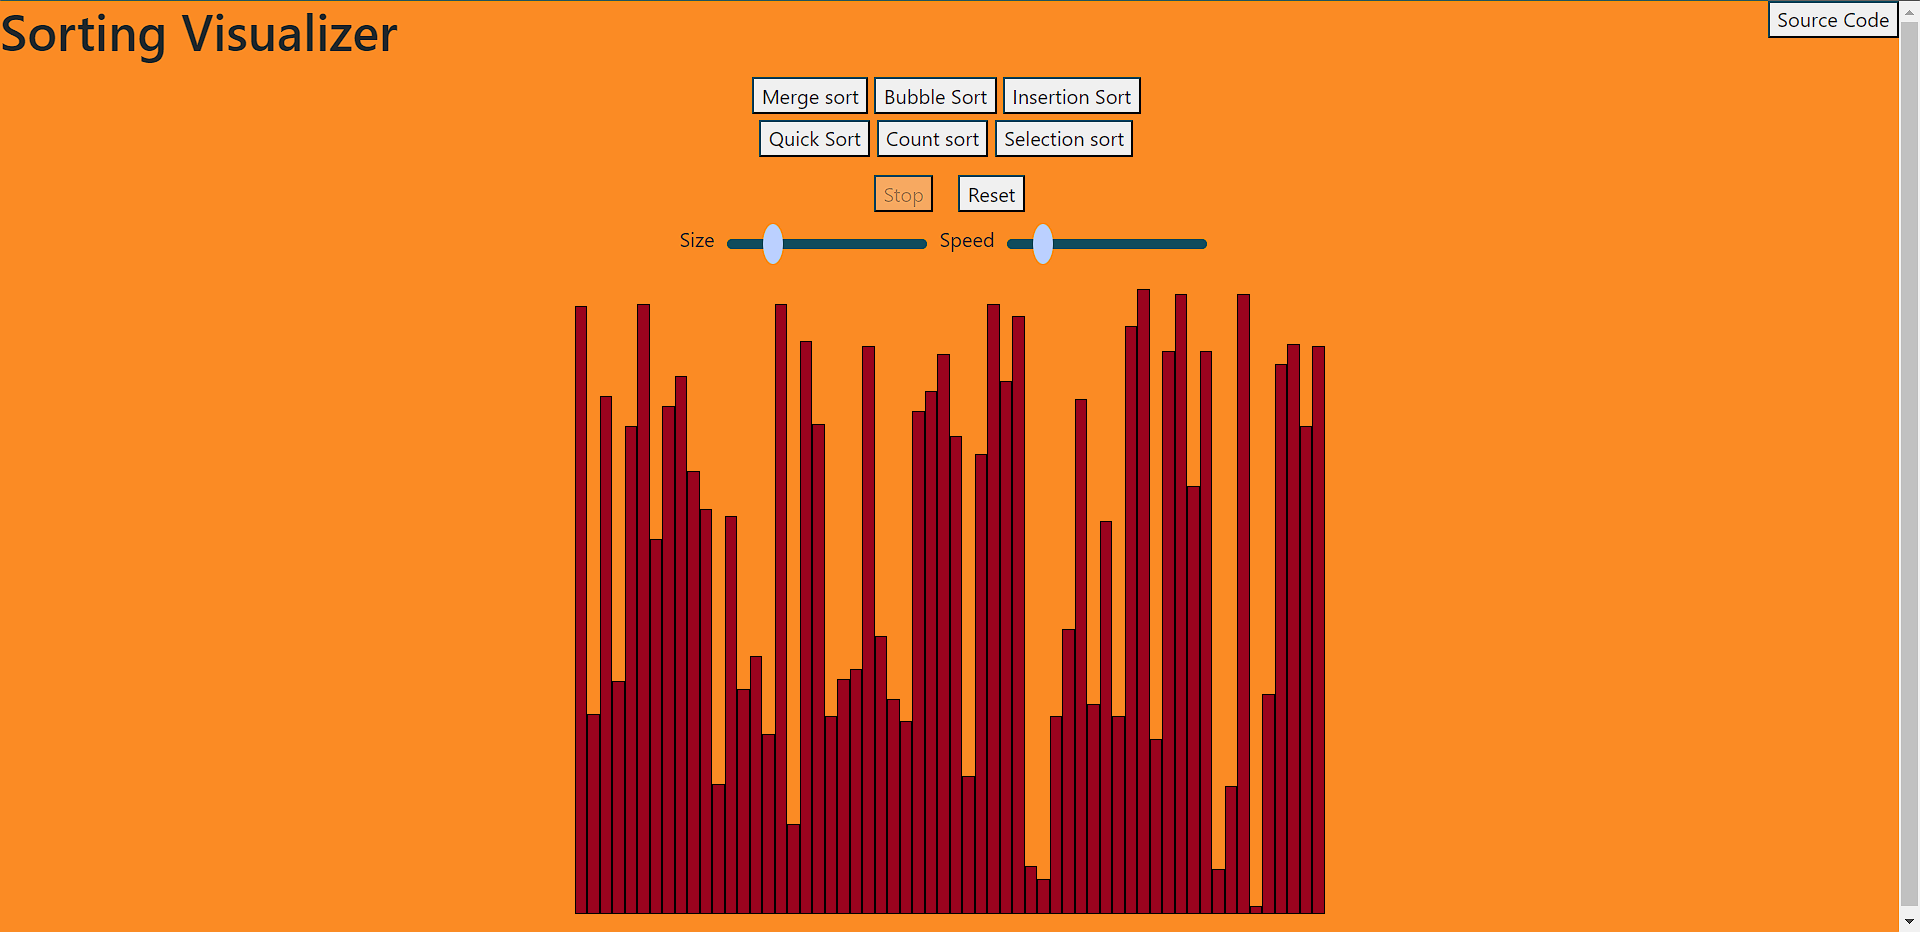 Sorting Visualizer
Source Code
Merge sort Bubble Sort Insertion Sort
Quick Sort Count sort Selection sort
Stop Reset
Size Speed